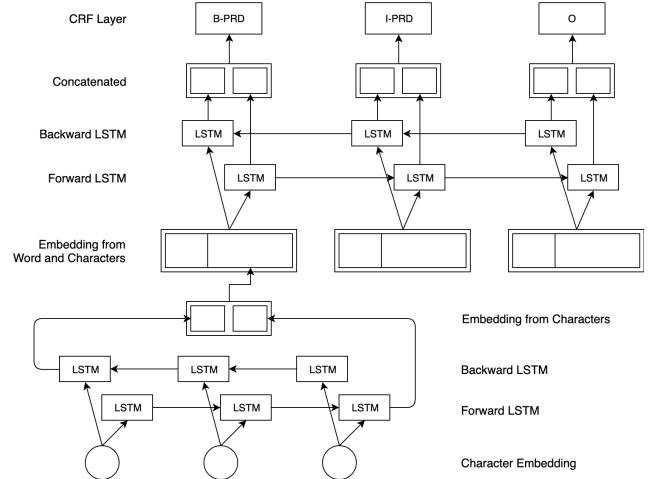 CRF Layer B-PRD I-PRD O
Concatenated
Backward LSTM LSTM LSTM LSTM
Forward LSTM LSTM LSTM LSTM
Embedding from
Word and Characters
Embedding from Characters
LSTM LSTM LSTM Backward LSTM
LSTM LSTM LSTM Forward LSTM
Character Embedding